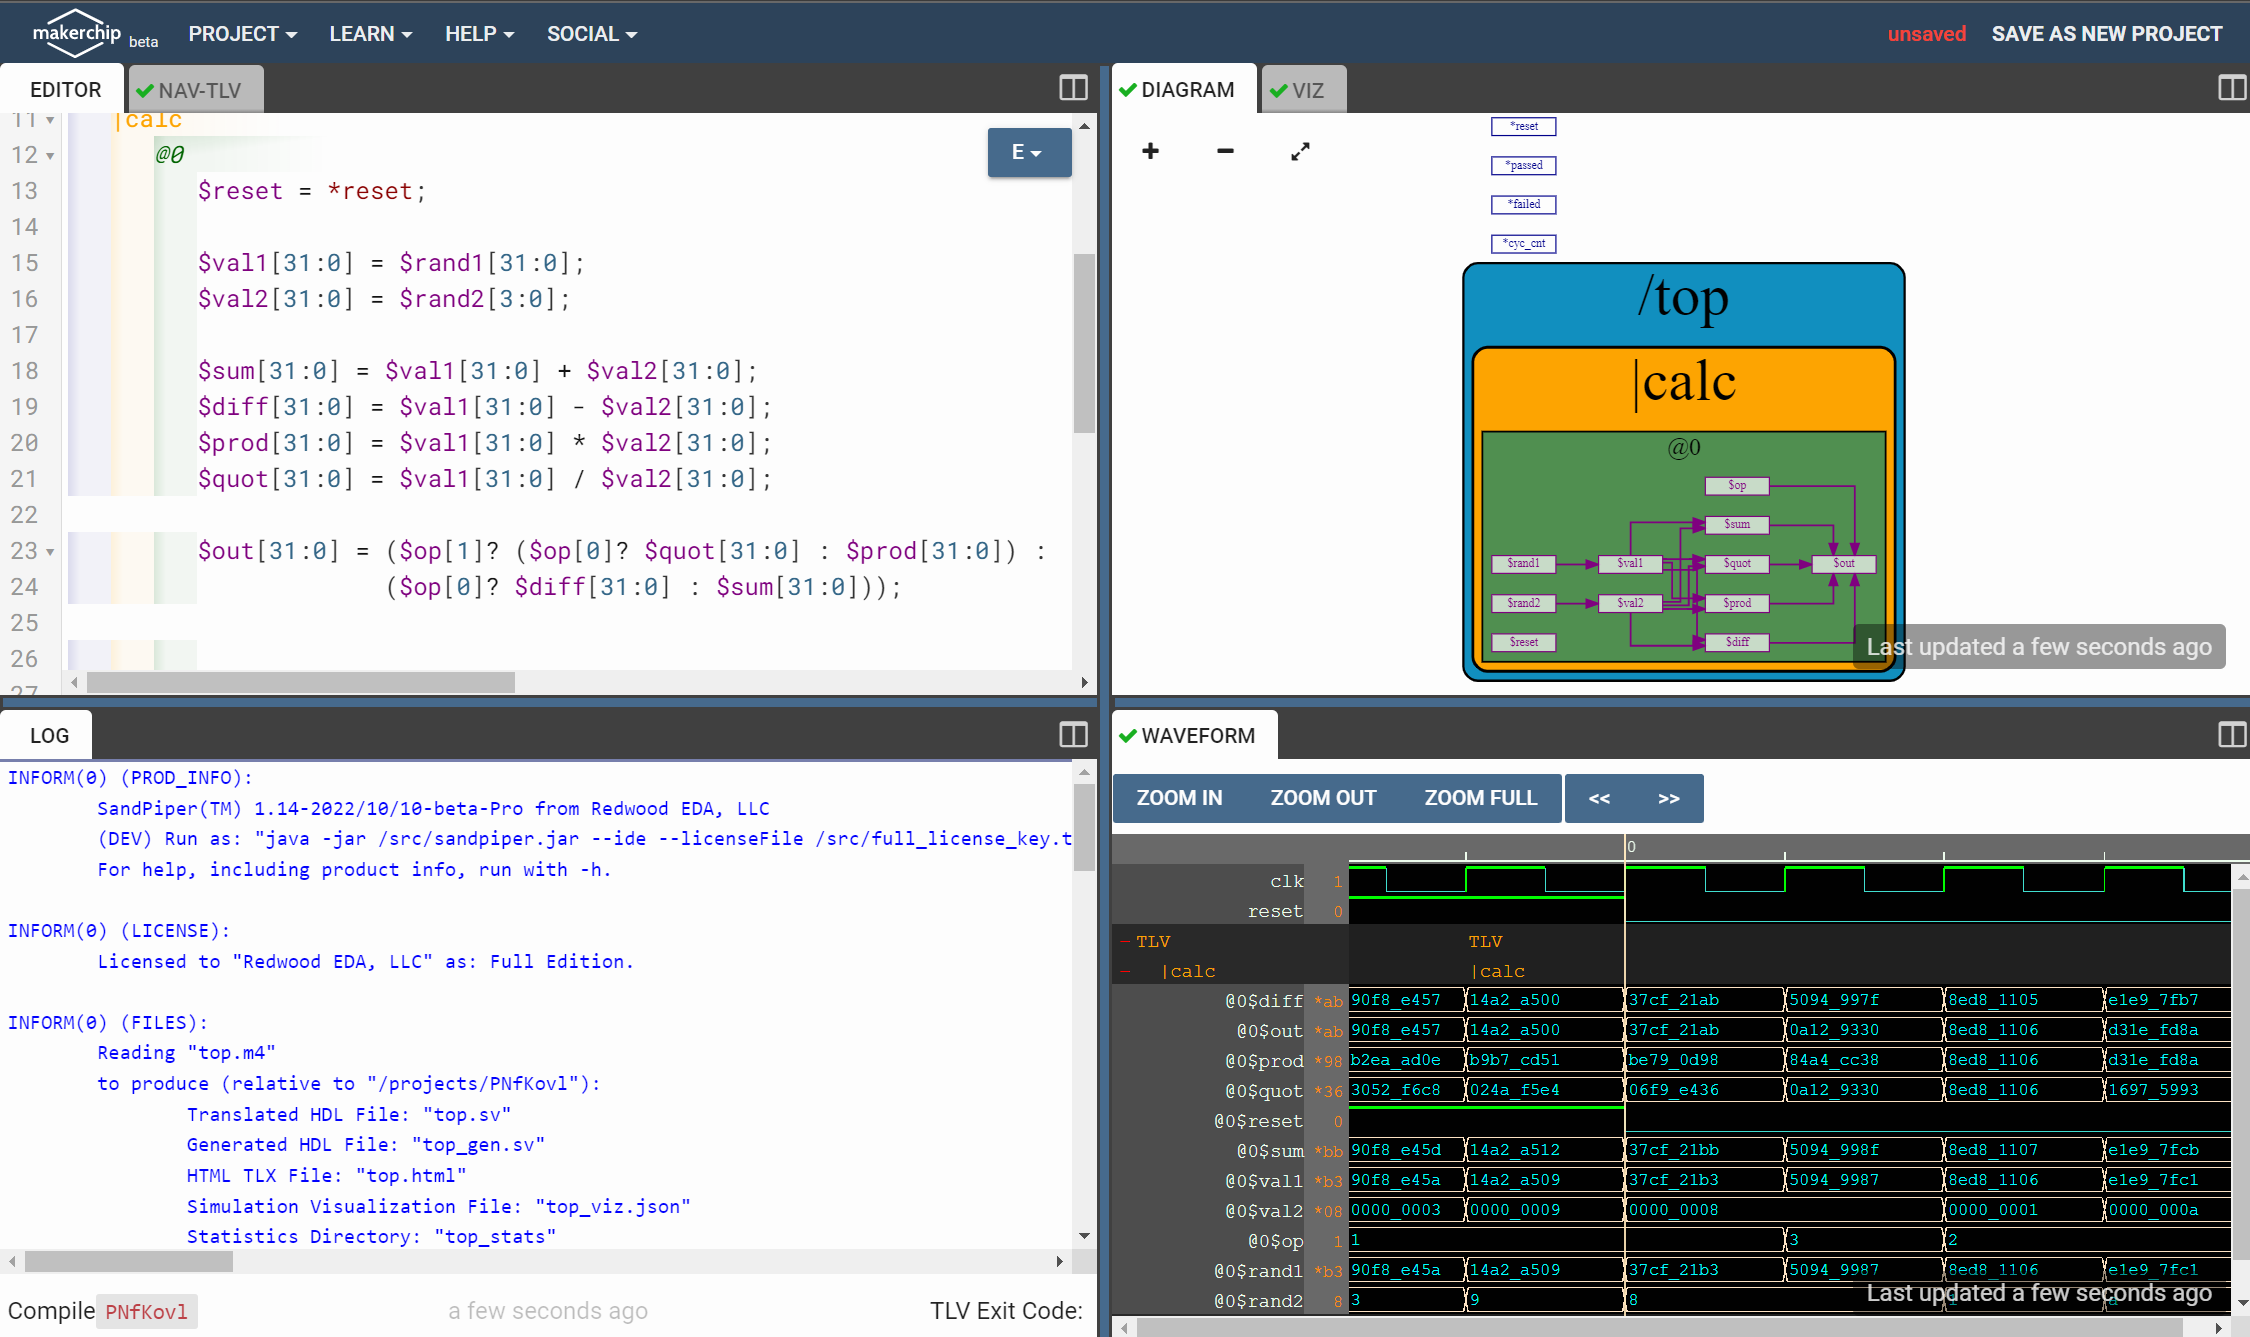 makerchip beta PROJECT LEARN HELP SOCIAL unsaved SAVE AS NEW PROJECT
EDITOR NAV-TLV
11 |calc
12 @0
E
13 $reset = *reset;
14
15 $val1[31:0] = $rand1[31:0];
16 $val2[31:0] = $rand2[3:0];
17
18 $sum[31:0] = $val1[31:0] + $val2[31:0];
19 $diff[31:0] = $val1[31:0] - $val2[31:0];
20 $prod[31:0] = $val1[31:0] * $val2[31:0];
21 $quot[31:0] = $val1[31:0] / $val2[31:0];
22
23 $out[31:0] = ($op[1]? ($op[0]? $quot[31:0] : $prod[31:0]) :
24 ($op[0]? $diff[31:0] : $sum[31:0]));
25
26
27
DIAGRAM VIZ
*reset
*passed
*failed
*cyc_cnt
/top
|calc
@0
$op
$sum
$rand1 $val1 $quot $out
$rand2 $val2 $prod
$reset $diff
Last updated a few seconds ago
LOG
INFORM(0) (PROD_INFO):
SandPiper(TM) 1.14-2022/10/10-beta-Pro from Redwood EDA, LLC
(DEV) Run as: "java -jar /src/sandpiper.jar --ide --licenseFile /src/full_license_key.t
For help, including product info, run with -h.
INFORM(0) (LICENSE):
Licensed to "Redwood EDA, LLC" as: Full Edition.
INFORM(0) (FILES):
Reading "top.m4"
to produce (relative to "/projects/PNfKovl"):
Translated HDL File: "top.sv"
Generated HDL File: "top_gen.sv"
HTML TLX File: "top.html"
Simulation Visualization File: "top_viz.json"
Statistics Directory: "top_stats"
Compile PNfKovl a few seconds ago TLV Exit Code:
WAVEFORM
ZOOM IN ZOOM OUT ZOOM FULL << >>
0
clk 1
reset 0
TLV TLV
|calc |calc
@0$diff *ab 90f8_e457 14a2_a500 37cf_21ab 5094_997f 8ed8_1105 e1e9_7fb7
@0$out *ab 90f8_e457 14a2_a500 37cf_21ab 0a12_9330 8ed8_1106 d31e_fd8a
@0$prod *98 b2ea_ad0e b9b7_cd51 be79_0d98 84a4_cc38 8ed8_1106 d31e_fd8a
@0$quot *36 3052_f6c8 024a_f5e4 06f9_e436 0a12_9330 8ed8_1106 1697_5993
@0$reset 0
@0$sum *bb 90f8_e45d 14a2_a512 37cf_21bb 5094_998f 8ed8_1107 e1e9_7fcb
@0$val1 *b3 90f8_e45a 14a2_a509 37cf_21b3 5094_9987 8ed8_1106 e1e9_7fc1
@0$val2 *08 0000_0003 0000_0009 0000_0008 0000_0001 0000_000a
@0$op 1 1 3 2
@0$rand1 *b3 90f8_e45a 14a2_a509 37cf_21b3 5094_9987 8ed8_1106 e1e9_7fc1
@0$rand2 8 3 9 8
Last updated a few seconds ago